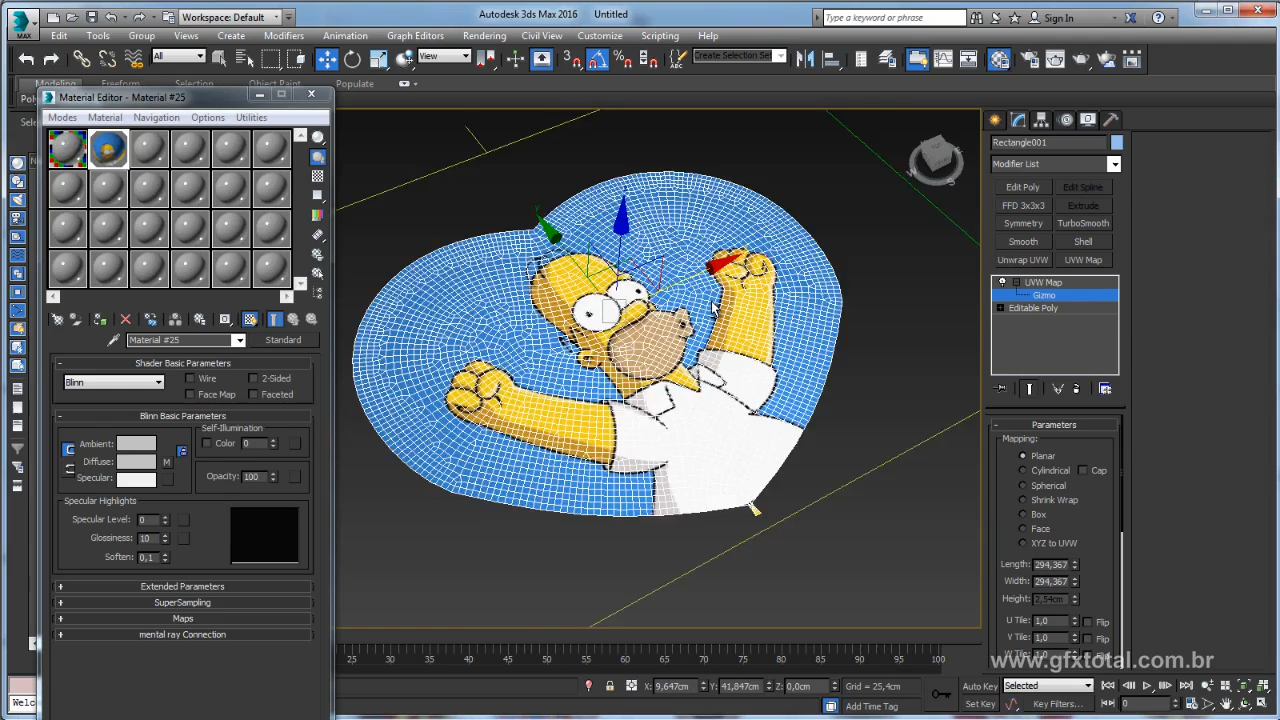 Workspace: Default
Autodesk 3ds Max 2016 Untitled
Type a keyword or phrase
Sign In
MAX
Edit Tools Group Views Create Modifiers Animation Graph Editors Rendering Civil View Customize Scripting Help
All
View
Create Selection Se
Modeling Freeform Selection Object Paint Populate
Material Editor - Material #25
Modes Material Navigation Options Utilities
Material #25
Standard
Shader Basic Parameters
Blinn
Wire
2-Sided
Face Map
Faceted
Blinn Basic Parameters
Self-Illumination
Ambient:
Color 0
Diffuse:
M
Specular:
Opacity: 100
Specular Highlights
Specular Level: 0
Glossiness: 10
Soften: 0,1
Extended Parameters
SuperSampling
Maps
mental ray Connection
Rectangle001
Modifier List
Edit Poly Edit Spline
FFD 3x3x3 Extrude
Symmetry TurboSmooth
Smooth Shell
Unwrap UVW UVW Map
UVW Map
Gizmo
Editable Poly
Parameters
Mapping:
Planar
Cylindrical Cap
Spherical
Shrink Wrap
Box
Face
XYZ to UVW
Length: 294,367
Width: 294,367
Height: 2,54cm
U Tile: 1,0 Flip
V Tile: 1,0 Flip
W Tile: 1,0 Flip
www.gfxtotal.com.br
25 30 35 40 45 50 55 60 65 70 75 80 85 90 95 100
X: 9,647cm Y: 41,847cm Z: 0,0cm Grid = 25,4cm
Auto Key Selected
Welc
Add Time Tag
Set Key Key Filters...
0